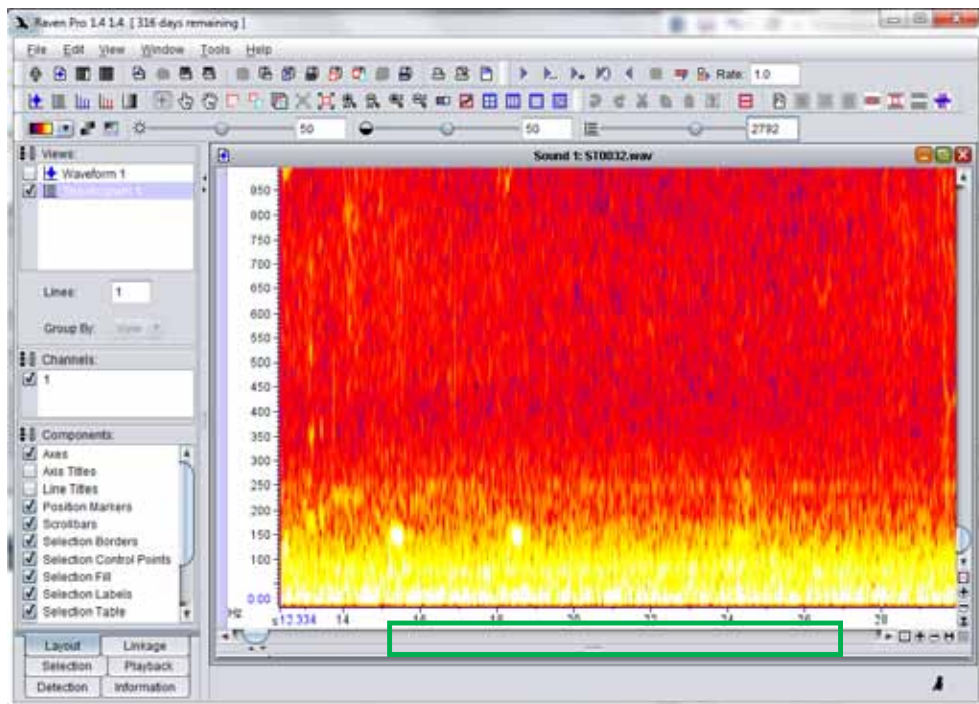 Raven Pro 1.4 1.4 [ 316 days remaining ]
File Edit View Window Tools Help
Rate: 1.0
50 50 2792
Views:
Waveform 1
Lines: 1
Group By:
Channels:
1
Components:
Axes
Axis Titles
Line Titles
Position Markers
Scrollbars
Selection Borders
Selection Control Points
Selection Fill
Selection Labels
Selection Table
Layout Linkage
Selection Playback
Detection Information
Sound 1: ST0032.wav
850
800
750
700
650
600
550
500
450
400
350
300
250
200
150
100
0.00
Hz
s 13.334 14 16 18 20 22 24 26 28